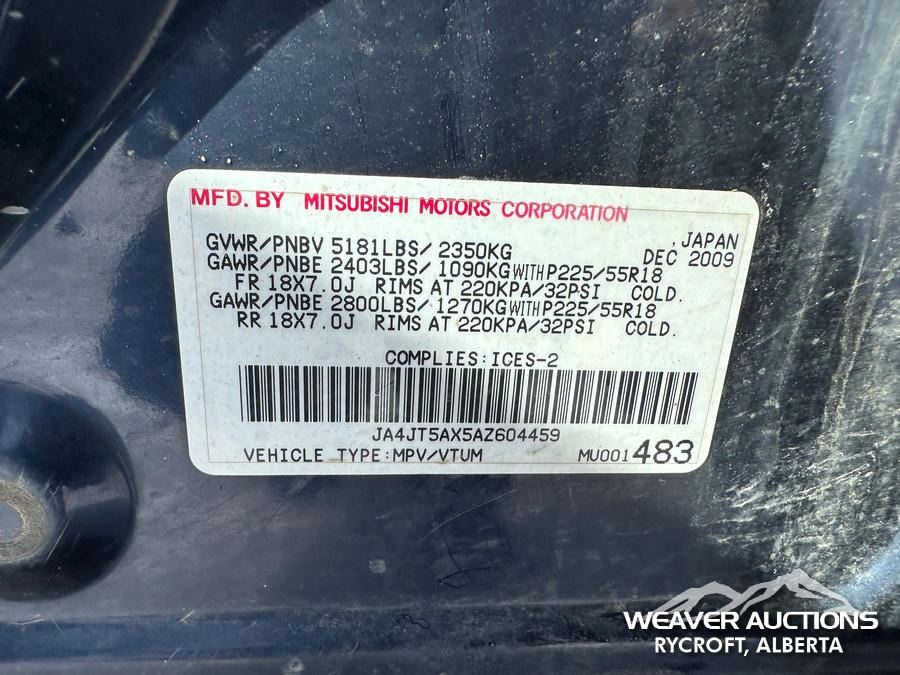 MFD. BY MITSUBISHI MOTORS CORPORATION
GVWR/PNBV 5181LBS/ 2350KG JAPAN
GAWR/PNBE 2403LBS/ 1090KG WITH P225/55R18 DEC 2009
FR 18X7.0J RIMS AT 220KPA/32PSI COLD.
GAWR/PNBE 2800LBS/ 1270KG WITH P225/55R18
RR 18X7.0J RIMS AT 220KPA/32PSI COLD.
COMPLIES:ICES-2
JA4JT5AX5AZ604459
VEHICLE TYPE:MPV/VTUM MU001483
WEAVER AUCTIONS
RYCROFT, ALBERTA